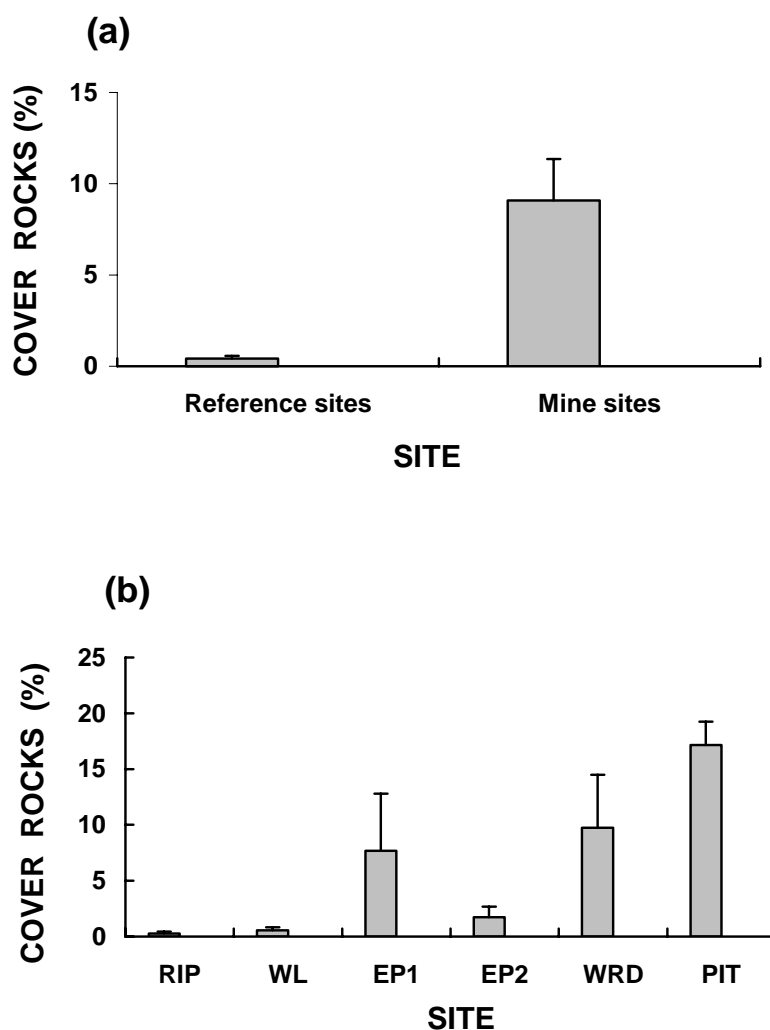 (a)
COVER ROCKS (%)
15
10
5
0
Reference sites Mine sites
SITE
(b)
COVER ROCKS (%)
25
20
15
10
5
0
RIP WL EP1 EP2 WRD PIT
SITE